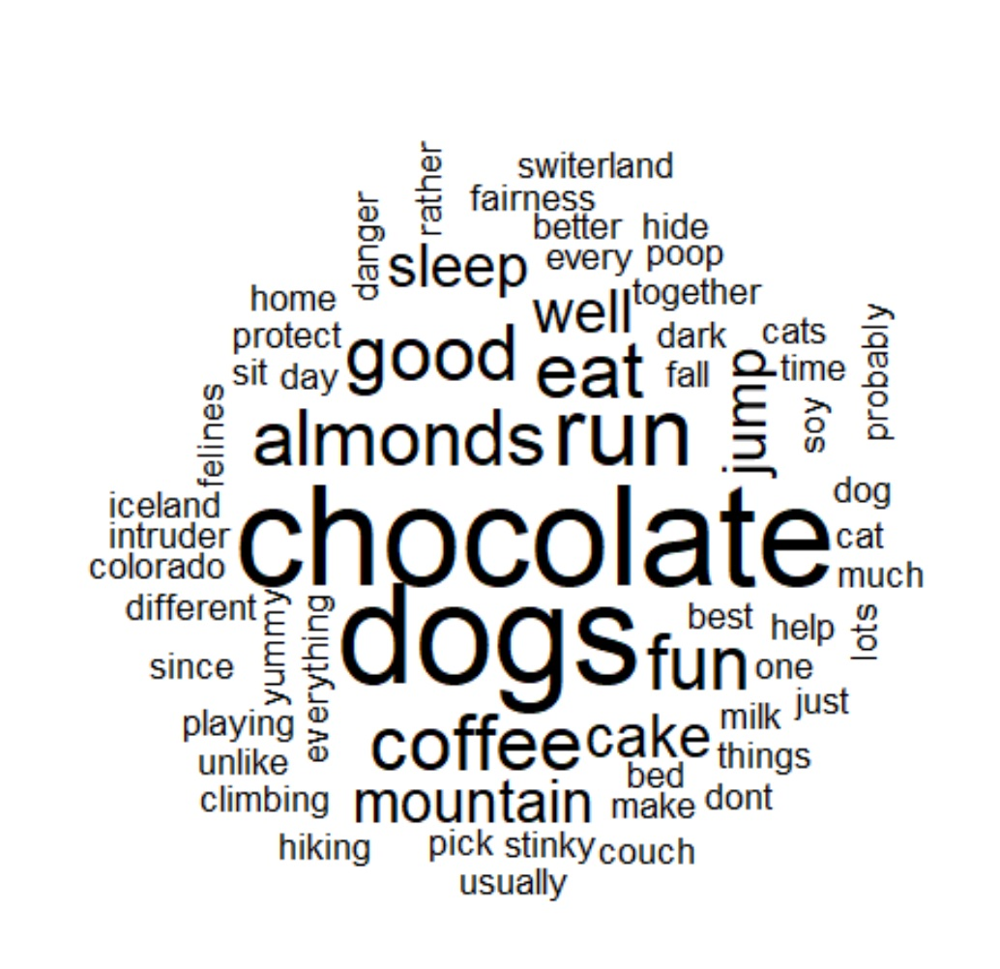 switerland
rather
fairness
danger
better hide
sleep
every poop
home
well
together
protect
good
dark
cats
probably
sit day
eat
fall
jump
time
felines
almonds
run
soy
iceland
chocolate
dog
intruder
cat
colorado
much
different
yummy
everything
dogs
best
help
lots
since
fun
one
playing
coffee
cake
milk
just
unlike
things
climbing
mountain
bed
make
dont
hiking
pick
stinky
couch
usually